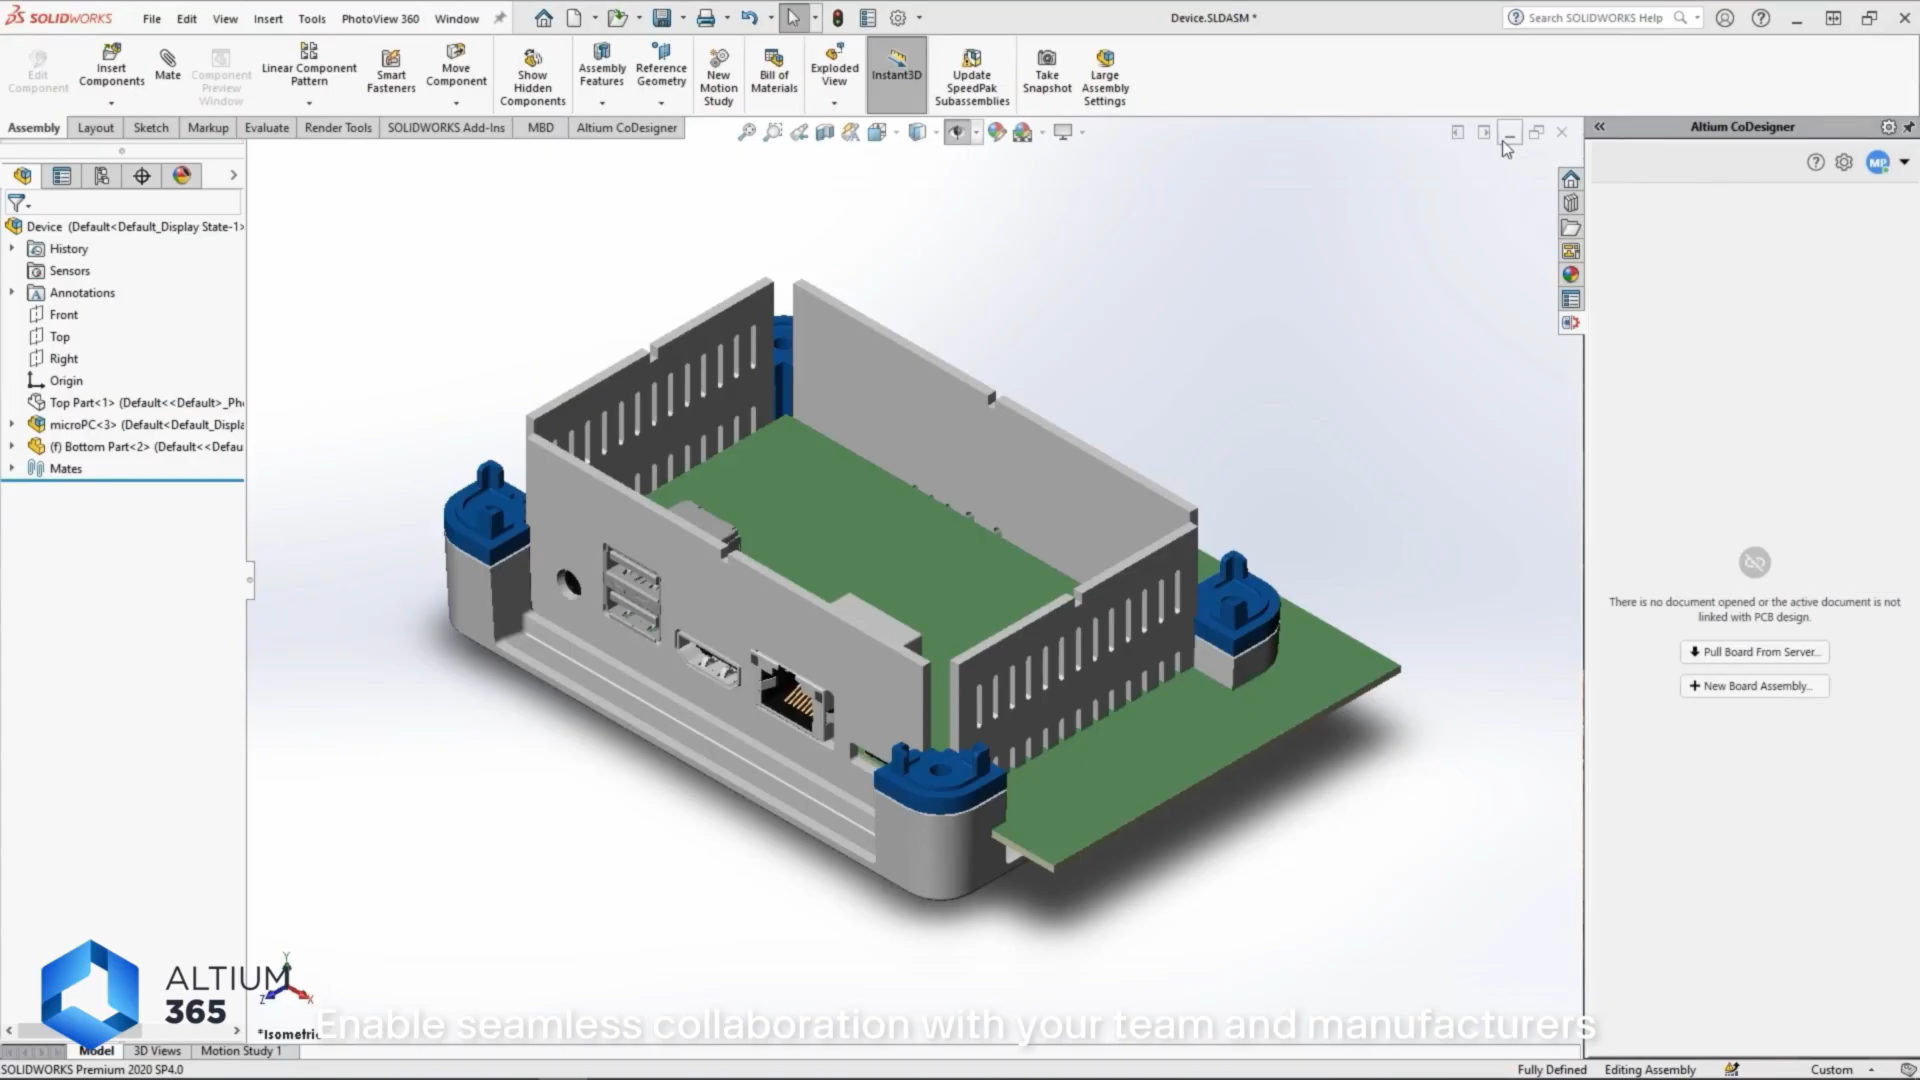 SOLIDWORKS
File Edit View Insert Tools PhotoView 360 Window
Device.SLDASM *
Search SOLIDWORKS Help
Edit Component
Insert Components
Mate
Component Preview Window
Linear Component Pattern
Smart Fasteners
Move Component
Show Hidden Components
Assembly Features
Reference Geometry
New Motion Study
Bill of Materials
Exploded View
Instant3D
Update SpeedPak Subassemblies
Take Snapshot
Large Assembly Settings
Assembly Layout Sketch Markup Evaluate Render Tools SOLIDWORKS Add-Ins MBD Altium CoDesigner
Altium CoDesigner
MP
Device (Default<Default_Display State-1>
History
Sensors
Annotations
Front
Top
Right
Origin
Top Part<1> (Default<<Default>_Pho
microPC<3> (Default<Default_Displa
(f) Bottom Part<2> (Default<<Defau
Mates
There is no document opened or the active document is not
linked with PCB design.
Pull Board From Server...
New Board Assembly...
ALTIUM
365
Y
Z X
*Isometric
Enable seamless collaboration with your team and manufacturers
Model 3D Views Motion Study 1
SOLIDWORKS Premium 2020 SP4.0
Fully Defined Editing Assembly Custom